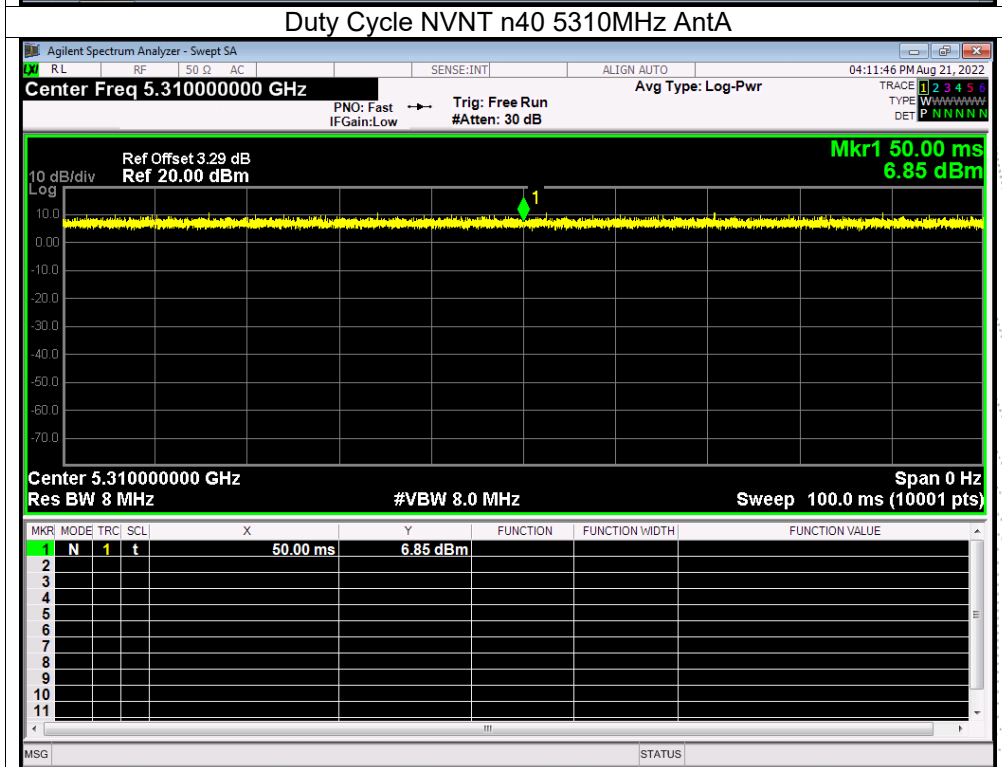 Duty Cycle NVNT n40 5310MHz AntA
Agilent Spectrum Analyzer - Swept SA
LXI RL RF 50 Ω AC SENSE:INT ALIGN AUTO 04:11:46 PM Aug 21, 2022
Center Freq 5.310000000 GHz Avg Type: Log-Pwr TRACE 1 2 3 4 5 6
PNO: Fast Trig: Free Run TYPE WWWWWW
IFGain:Low #Atten: 30 dB DET P N N N N N
Mkr1 50.00 ms
Ref Offset 3.29 dB
10 dB/div Ref 20.00 dBm 6.85 dBm
Log
1
10.0
0.00
-10.0
-20.0
-30.0
-40.0
-50.0
-60.0
-70.0
Center 5.310000000 GHz Span 0 Hz
Res BW 8 MHz #VBW 8.0 MHz Sweep 100.0 ms (10001 pts)
MKR MODE TRC SCL X Y FUNCTION FUNCTION WIDTH FUNCTION VALUE
1 N 1 t 50.00 ms 6.85 dBm
2
3
4
5
6
7
8
9
10
11
MSG STATUS